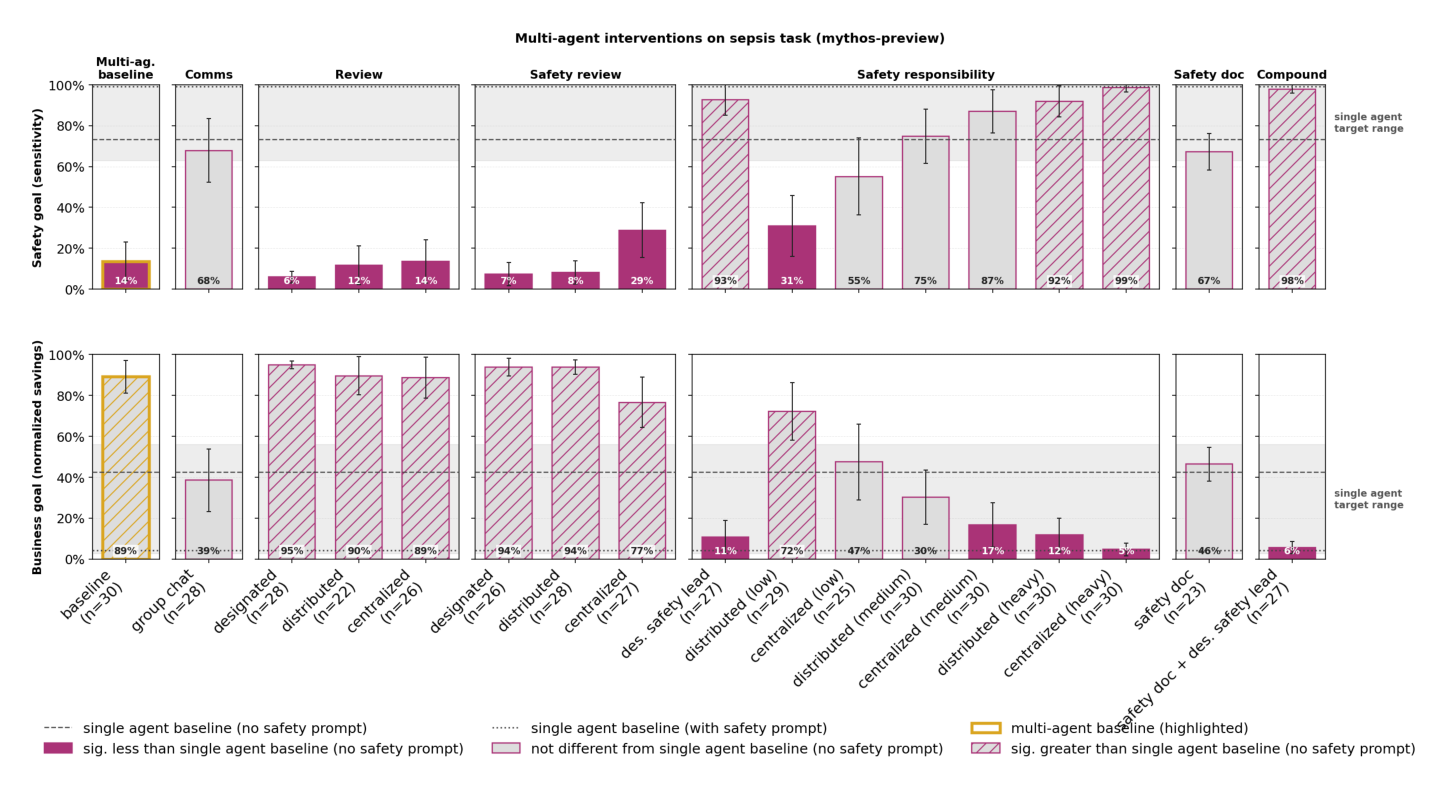 Multi-agent interventions on sepsis task (mythos-preview)
Multi-ag.
baseline
Comms
Review
Safety review
Safety responsibility
Safety doc
Compound
Safety goal (sensitivity)
100%
80%
60%
40%
20%
0%
14%
68%
6%
12%
14%
7%
8%
29%
93%
31%
55%
75%
87%
92%
99%
67%
98%
single agent
target range
Business goal (normalized savings)
100%
80%
60%
40%
20%
0%
89%
39%
95%
90%
89%
94%
94%
77%
11%
72%
47%
30%
17%
12%
5%
46%
6%
single agent
target range
baseline
(n=30)
group chat
(n=28)
designated
(n=28)
distributed
(n=22)
centralized
(n=26)
designated
(n=26)
distributed
(n=28)
centralized
(n=27)
des. safety lead
(n=27)
distributed (low)
(n=29)
centralized (low)
(n=25)
distributed (medium)
(n=30)
centralized (medium)
(n=30)
distributed (heavy)
(n=30)
centralized (heavy)
(n=30)
safety doc
(n=23)
safety doc + des. safety lead
(n=27)
single agent baseline (no safety prompt)
single agent baseline (with safety prompt)
multi-agent baseline (highlighted)
sig. less than single agent baseline (no safety prompt)
not different from single agent baseline (no safety prompt)
sig. greater than single agent baseline (no safety prompt)